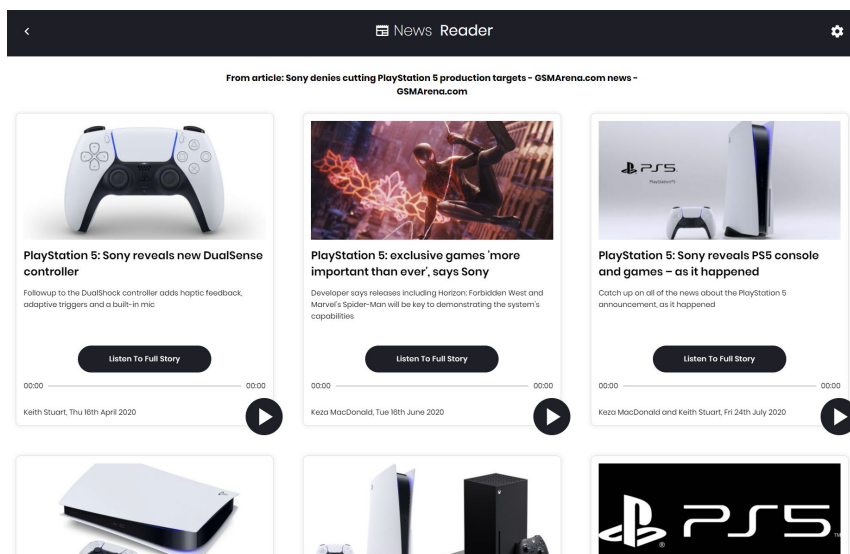 News Reader
From article: Sony denies cutting PlayStation 5 production targets - GSMArena.com news -
GSMArena.com
PS5
PlayStation5
PlayStation 5: Sony reveals new DualSense
controller
Followup to the DualShock controller adds haptic feedback,
adaptive triggers and a built-in mic
Listen To Full Story
00:00 00:00
Keith Stuart, Thu 16th April 2020
PlayStation 5: exclusive games 'more
important than ever', says Sony
Developer says releases including Horizon: Forbidden West and
Marvel's Spider-Man will be key to demonstrating the system's
capabilities
Listen To Full Story
00:00 00:00
Keza MacDonald, Tue 16th June 2020
PlayStation 5: Sony reveals PS5 console
and games – as it happened
Catch up on all of the news about the PlayStation 5
announcement, as it happened
Listen To Full Story
00:00 00:00
Keza MacDonald and Keith Stuart, Fri 24th July 2020
PS5